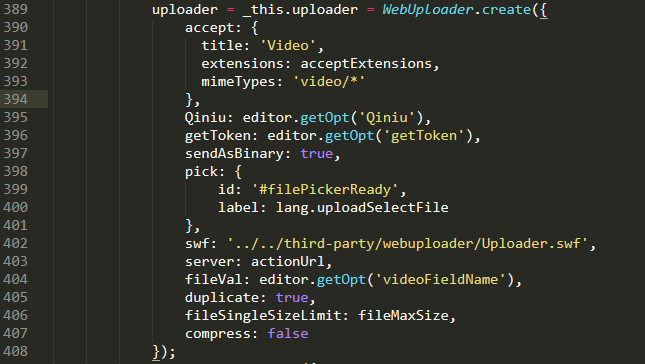 389 uploader = _this.uploader = WebUploader.create({
390 accept: {
391 title: 'Video',
392 extensions: acceptExtensions,
393 mimeTypes: 'video/*'
394 },
395 Qiniu: editor.getOpt('Qiniu'),
396 getToken: editor.getOpt('getToken'),
397 sendAsBinary: true,
398 pick: {
399 id: '#filePickerReady',
400 label: lang.uploadSelectFile
401 },
402 swf: '../../third-party/webuploader/Uploader.swf',
403 server: actionUrl,
404 fileVal: editor.getOpt('videoFieldName'),
405 duplicate: true,
406 fileSingleSizeLimit: fileMaxSize,
407 compress: false
408 });